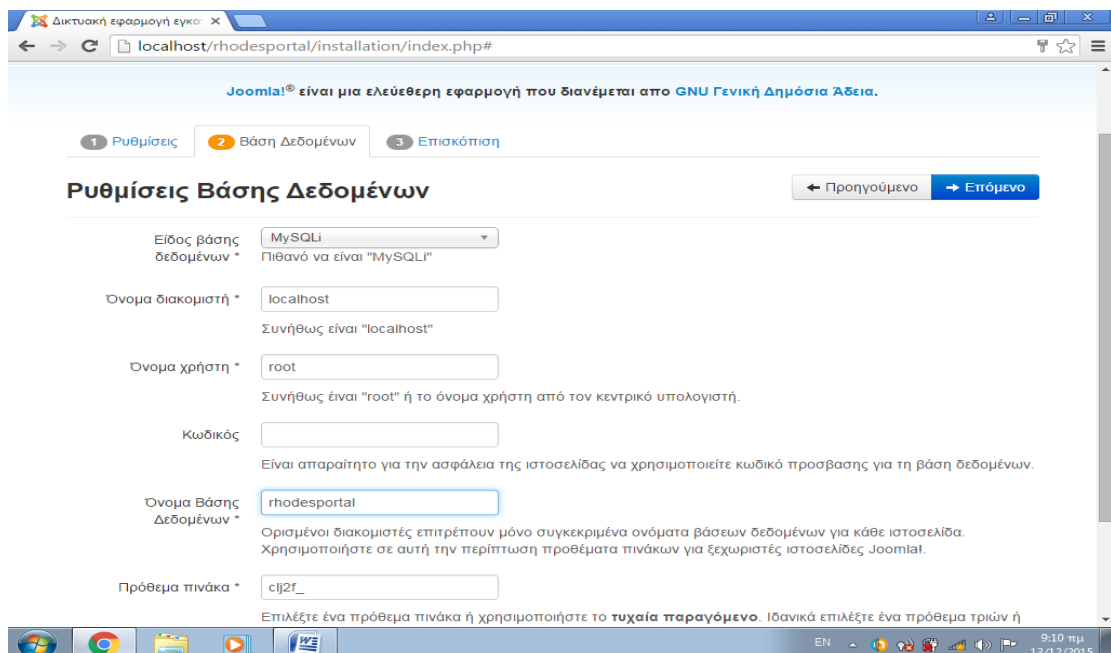 Δικτυακή εφαρμογή εγκα
localhost/rhodesportal/installation/index.php#
Joomla!® είναι μια ελεύθερη εφαρμογή που διανέμεται απο GNU Γενική Δημόσια Άδεια.
1 Ρυθμίσεις 2 Βάση Δεδομένων 3 Επισκόπιση
Ρυθμίσεις Βάσης Δεδομένων
Προηγούμενο Επόμενο
Είδος βάσης δεδομένων *
MySQLi
Πιθανό να είναι "MySQLi"
Όνομα διακομιστή *
localhost
Συνήθως είναι "localhost"
Όνομα χρήστη *
root
Συνήθως έιναι "root" ή το όνομα χρήστη από τον κεντρικό υπολογιστή.
Κωδικός
Είναι απαραίτητο για την ασφάλεια της ιστοσελίδας να χρησιμοποιείτε κωδικό προσβασης για τη βάση δεδομένων.
Όνομα Βάσης Δεδομένων *
rhodesportal
Ορισμένοι διακομιστές επιτρέπουν μόνο συγκεκριμένα ονόματα βάσεων δεδομένων για κάθε ιστοσελίδα.
Χρησιμοποιήστε σε αυτή την περίπτωση προθέματα πινάκων για ξεχωριστές ιστοσελίδες Joomla!.
Πρόθεμα πινάκα *
clj2f_
Επιλέξτε ένα πρόθεμα πινάκα ή χρησιμοποιήστε το τυχαία παραγόμενο. Ιδανικά επιλέξτε ένα πρόθεμα τριών ή
EN
9:10 πμ
13/12/2015